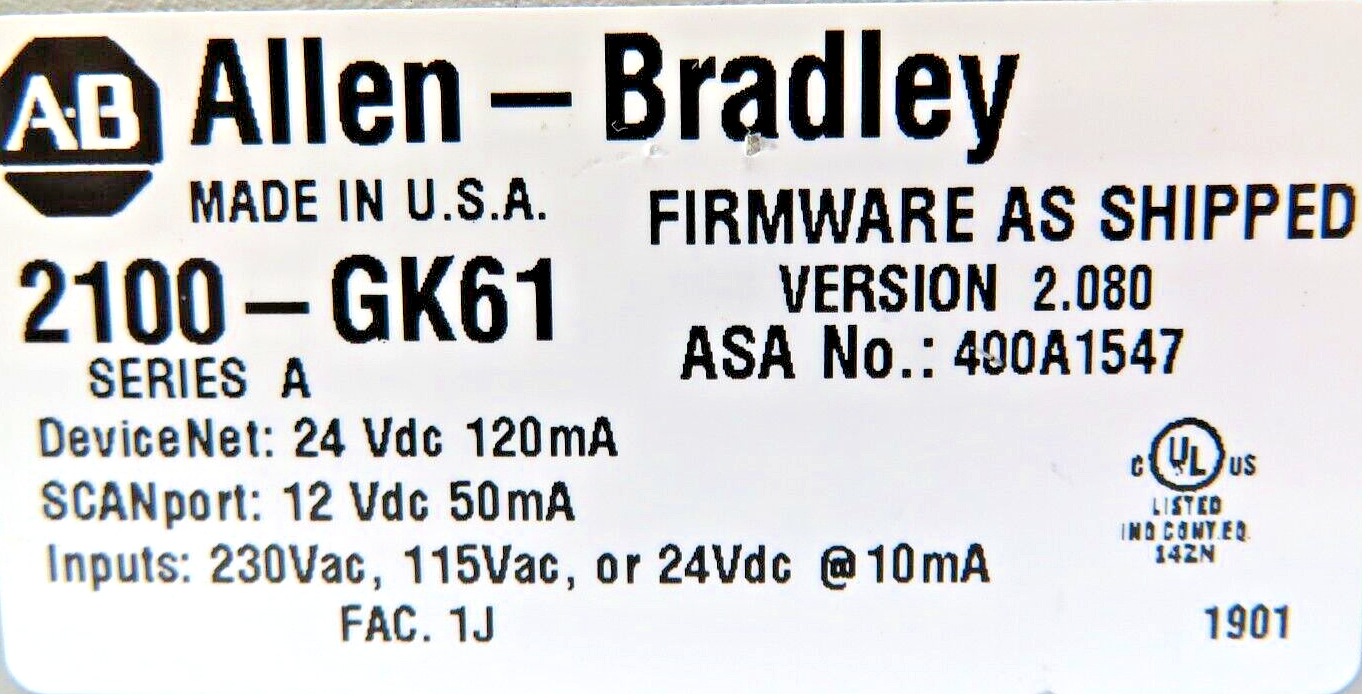 A-B Allen – Bradley
MADE IN U.S.A.
FIRMWARE AS SHIPPED
VERSION 2.080
ASA No.: 400A1547
2100 – GK61
SERIES A
DeviceNet: 24 Vdc 120mA
SCANport: 12 Vdc 50mA
Inputs: 230Vac, 115Vac, or 24Vdc @10mA
FAC. 1J
C UL US
LISTED
IND CONT.EQ.
14ZN
1901